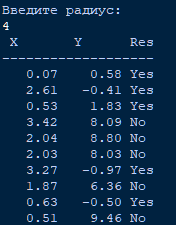 Введите радиус:
4
X Y Res
-------------------
0.07 0.58 Yes
2.61 -0.41 Yes
0.53 1.83 Yes
3.42 8.09 No
2.04 8.80 No
2.03 8.03 No
3.27 -0.97 Yes
1.87 6.36 No
0.63 -0.50 Yes
0.51 9.46 No